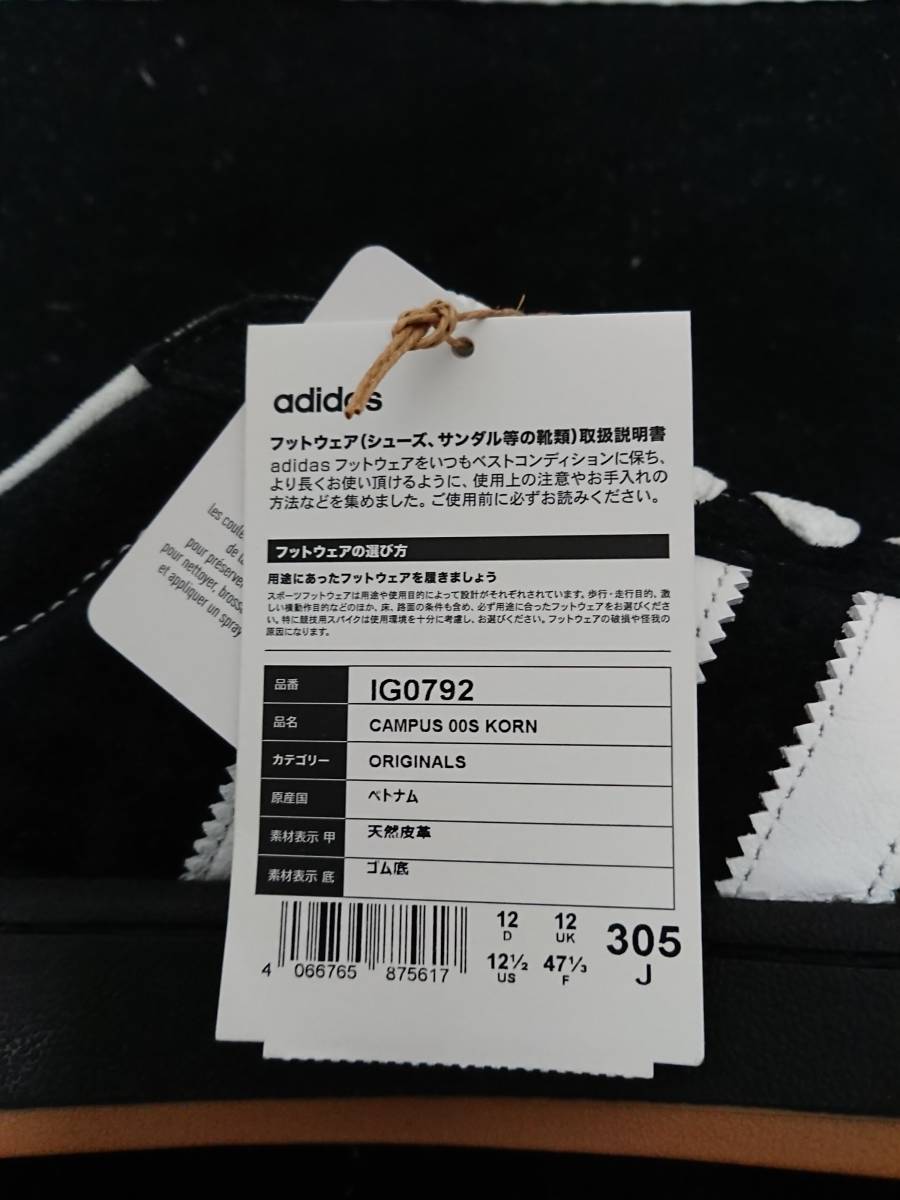 adidas
フットウェア(シューズ、サンダル等の靴類)取扱説明書
adidas フットウェアをいつもベストコンディションに保ち、
より長くお使い頂けるように、使用上の注意やお手入れの
方法などを集めました。ご使用前に必ずお読みください。
フットウェアの選び方
用途にあったフットウェアを履きましょう
スポーツフットウェアは用途や使用目的によって設計がそれぞれされています。歩行・走行目的、激
しい横動作目的などのほか、床、路面の条件も含め、必ず用途に合ったフットウェアをお選びくださ
い。特に競技用スパイクは使用環境を十分に考慮し、お選びください。フットウェアの破損や怪我の
原因になります。
品番 IG0792
品名 CAMPUS 00S KORN
カテゴリー ORIGINALS
原産国 ベトナム
素材表示 甲 天然皮革
素材表示 底 ゴム底
4 066765 875617
12 D
12 UK
12½ US
47⅓ F
305 J
les coule
de la
pour préserver
pour nettoyer, bross
et appliquer un spray